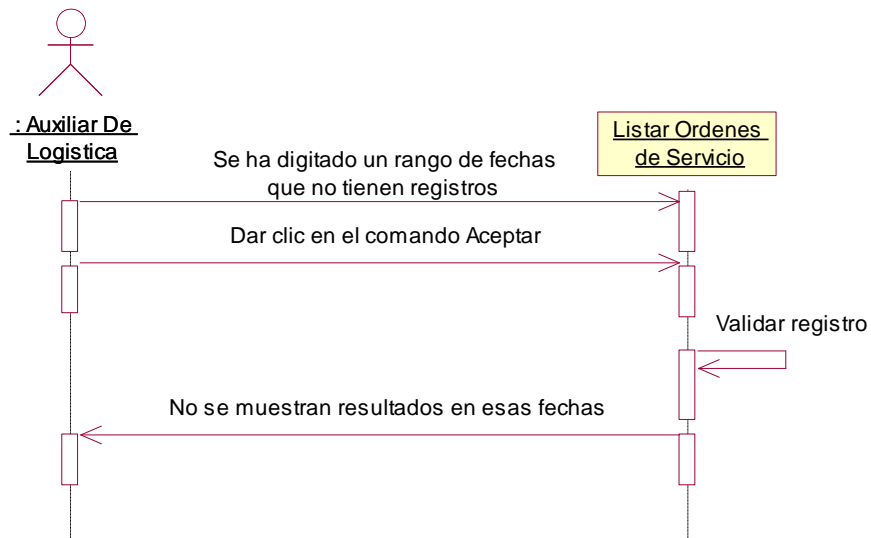 : Auxiliar De
Logistica
Listar Ordenes
de Servicio
Se ha digitado un rango de fechas
que no tienen registros
Dar clic en el comando Aceptar
Validar registro
No se muestran resultados en esas fechas